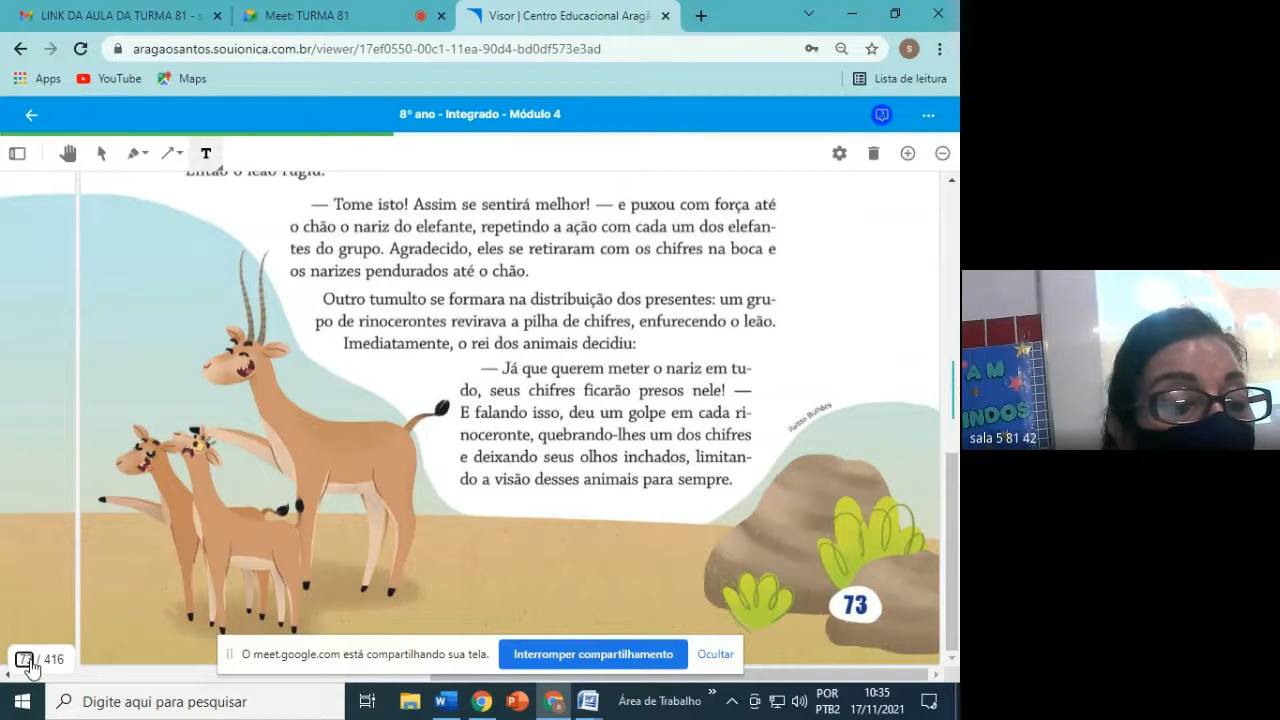 LINK DA AULA DA TURMA 81 - s
Meet: TURMA 81
Visor | Centro Educacional Aragã
aragaosantos.souionica.com.br/viewer/17ef0550-00c1-11ea-90d4-bd0df573e3ad
S
Apps
YouTube
Maps
Lista de leitura
8º ano - Integrado - Módulo 4
T
Então o leão rugiu:
— Tome isto! Assim se sentirá melhor! — e puxou com força até
o chão o nariz do elefante, repetindo a ação com cada um dos elefan-
tes do grupo. Agradecido, eles se retiraram com os chifres na boca e
os narizes pendurados até o chão.
Outro tumulto se formara na distribuição dos presentes: um gru-
po de rinocerontes revirava a pilha de chifres, enfurecendo o leão.
Imediatamente, o rei dos animais decidiu:
— Já que querem meter o nariz em tu-
do, seus chifres ficarão presos nele! —
E falando isso, deu um golpe em cada ri-
noceronte, quebrando-lhes um dos chifres
e deixando seus olhos inchados, limitan-
do a visão desses animais para sempre.
Raíssa Bulhões
73
/ 416
O meet.google.com está compartilhando sua tela.
Interromper compartilhamento
Ocultar
Digite aqui para pesquisar
Área de Trabalho
POR
PTB2
10:35
17/11/2021
AM
INDOS
sala 5 81 42